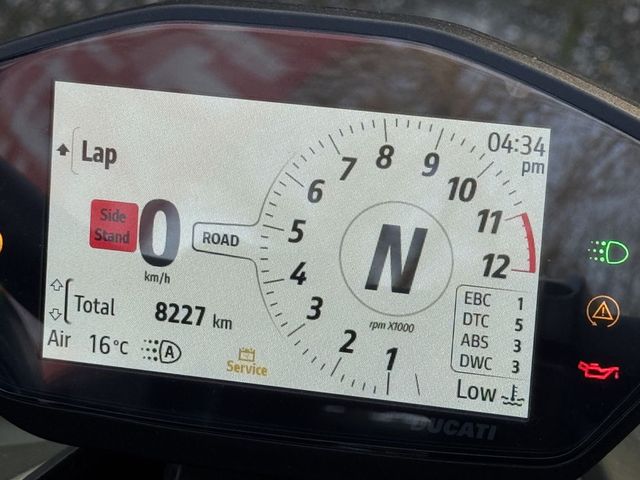 04:34
pm
Lap
Side
Stand
0
km/h
ROAD
N
rpm X1000
1
2
3
4
5
6
7
8
9
10
11
12
EBC 1
DTC 5
ABS 3
DWC 3
Total 8227 km
Air 16°C
A
Service
Low
DUCATI